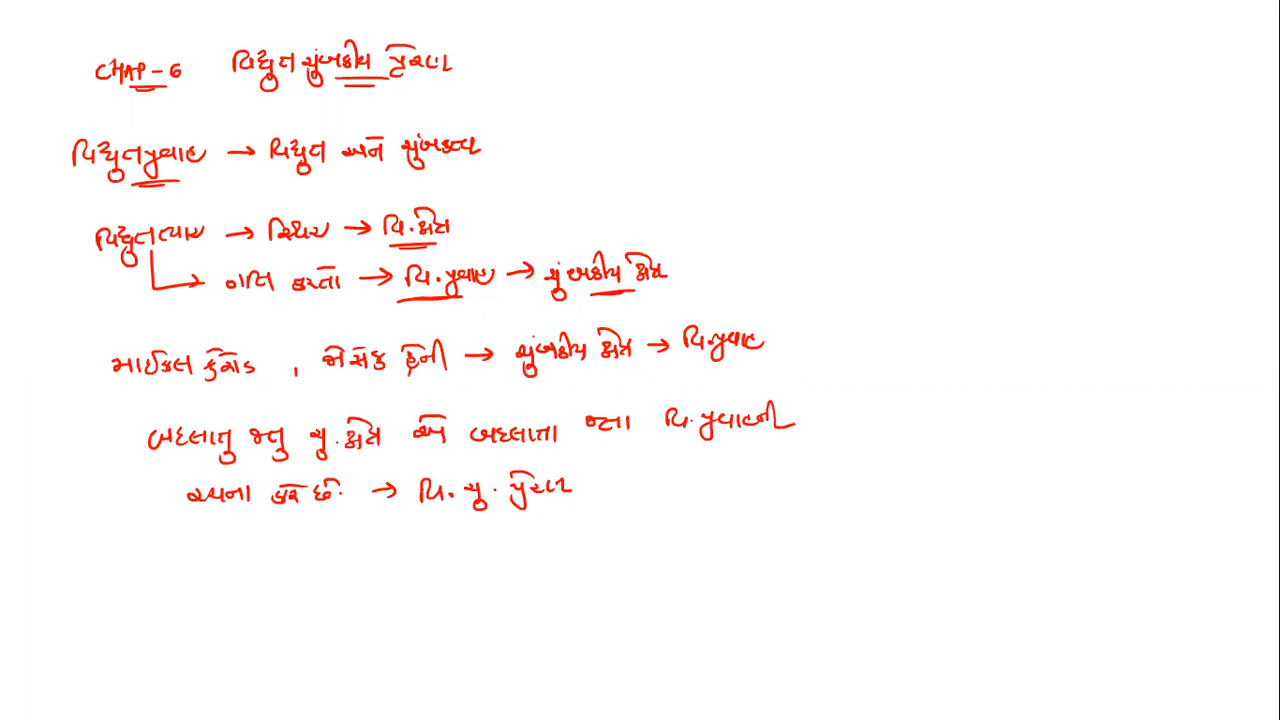 CHAP-6 વિદ્યુત ચુંબકીય પ્રેરણ
વિદ્યુતપ્રવાહ → વિદ્યુત અને ચુંબકત્વ
વિદ્યુતભાર → સ્થિર → વિ.ક્ષેત્ર
ગતિ કરતા → વિ.પ્રવાહ → ચુંબકીય ક્ષેત્ર
માઈકલ ફેરાડે, જોસેફ હેનરી → ચુંબકીય ક્ષેત્ર → વિ.પ્રવાહ
બદલાતુ જતુ ચુ.ક્ષેત્ર એ બદલાતા જતા વિ.પ્રવાહની
રચના કરે છે. → વિ.ચુ.પ્રેરણ